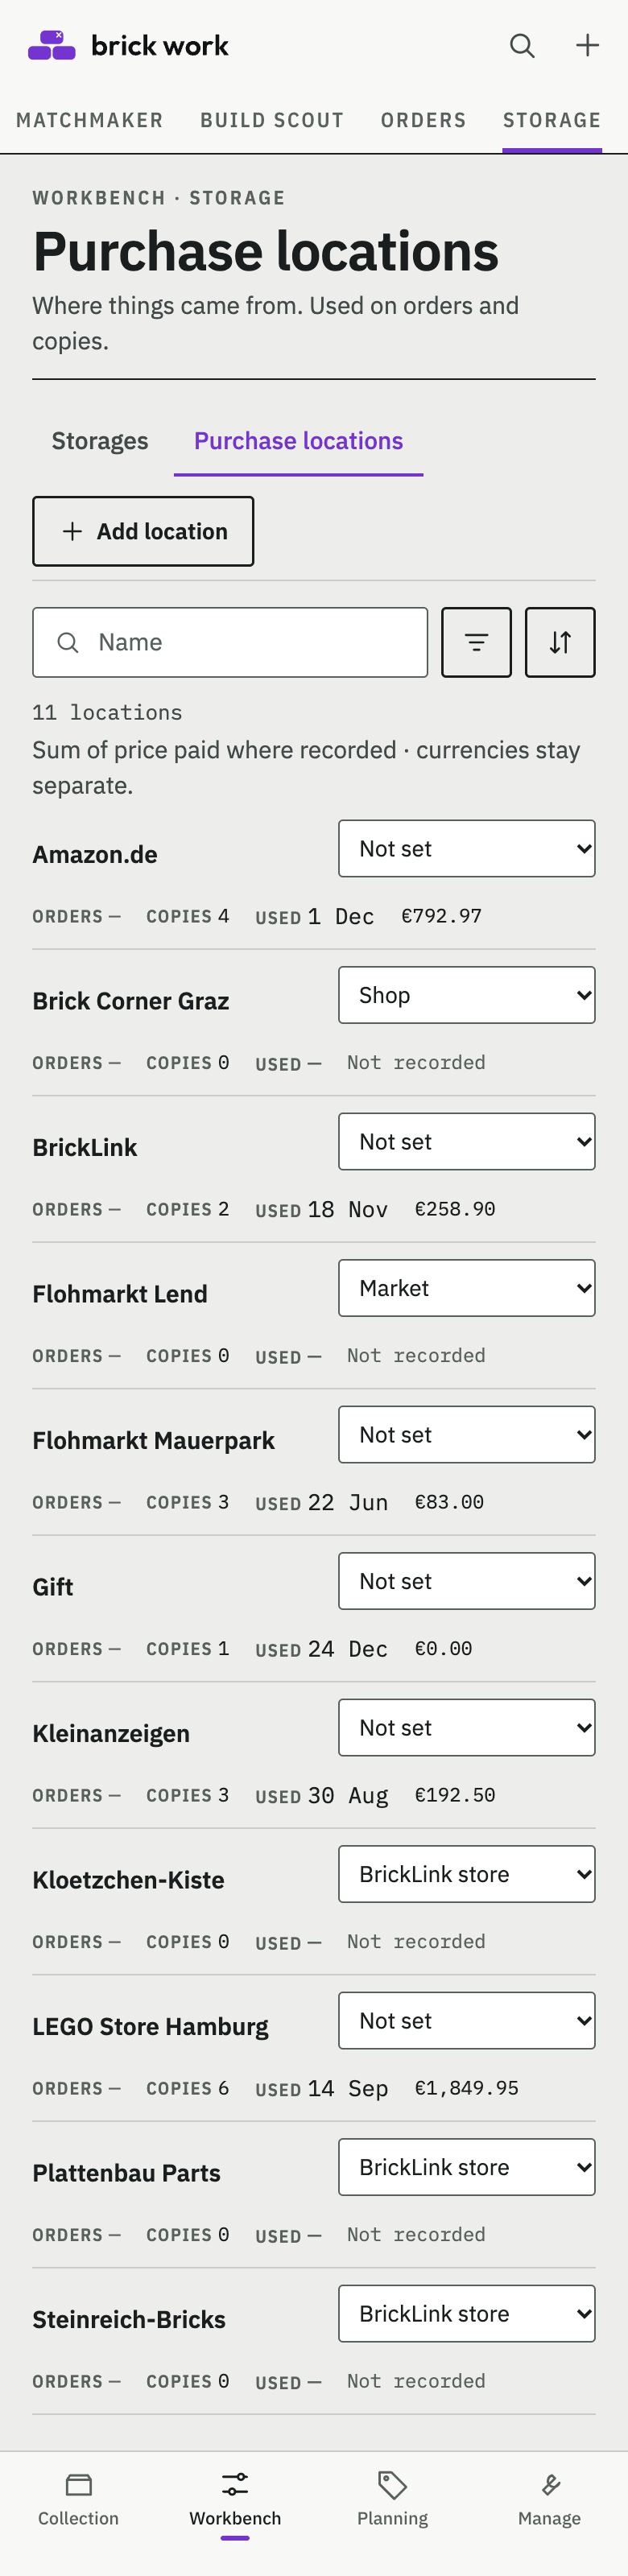 brick work
MATCHMAKER BUILD SCOUT ORDERS STORAGE
WORKBENCH · STORAGE
Purchase locations
Where things came from. Used on orders and
copies.
Storages Purchase locations
Add location
Name
11 locations
Sum of price paid where recorded · currencies stay
separate.
Amazon.de Not set
ORDERS — COPIES 4 USED 1 Dec €792.97
Brick Corner Graz Shop
ORDERS — COPIES 0 USED — Not recorded
BrickLink Not set
ORDERS — COPIES 2 USED 18 Nov €258.90
Flohmarkt Lend Market
ORDERS — COPIES 0 USED — Not recorded
Flohmarkt Mauerpark Not set
ORDERS — COPIES 3 USED 22 Jun €83.00
Gift Not set
ORDERS — COPIES 1 USED 24 Dec €0.00
Kleinanzeigen Not set
ORDERS — COPIES 3 USED 30 Aug €192.50
Kloetzchen-Kiste BrickLink store
ORDERS — COPIES 0 USED — Not recorded
LEGO Store Hamburg Not set
ORDERS — COPIES 6 USED 14 Sep €1,849.95
Plattenbau Parts BrickLink store
ORDERS — COPIES 0 USED — Not recorded
Steinreich-Bricks BrickLink store
ORDERS — COPIES 0 USED — Not recorded
Collection Workbench Planning Manage